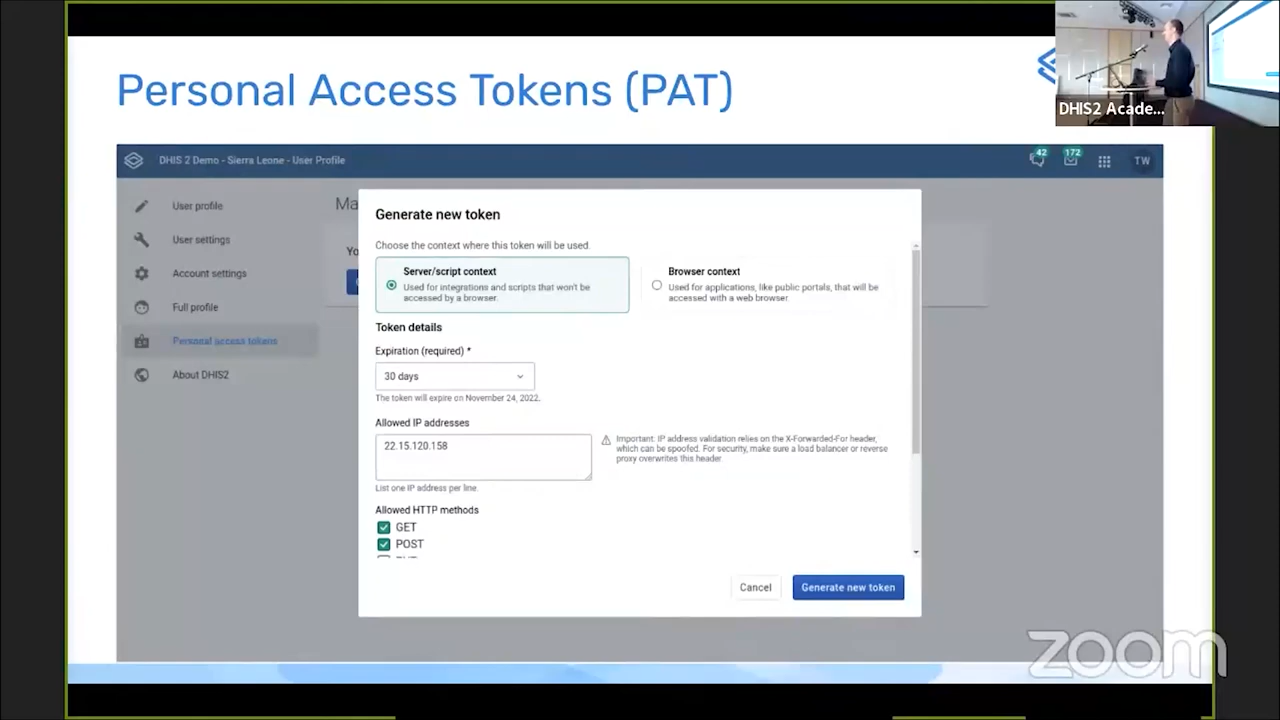 Personal Access Tokens (PAT)
DHIS2 Acade...
DHIS 2 Demo - Sierra Leone - User Profile
42
172
TW
User profile
User settings
Account settings
Full profile
Personal access tokens
About DHIS2
Ma
Yo
Generate new token
Choose the context where this token will be used.
Server/script context
Used for integrations and scripts that won't be
accessed by a browser.
Browser context
Used for applications, like public portals, that will be
accessed with a web browser
Token details
Expiration (required) *
30 days
The token will expire on November 24, 2022.
Allowed IP addresses
22.15.120.158
Important: IP address validation relies on the X-Forwarded-For header,
which can be spoofed. For security, make sure a load balancer or reverse
proxy overwrites this header.
List one IP address per line.
Allowed HTTP methods
GET
POST
Cancel
Generate new token
zoom